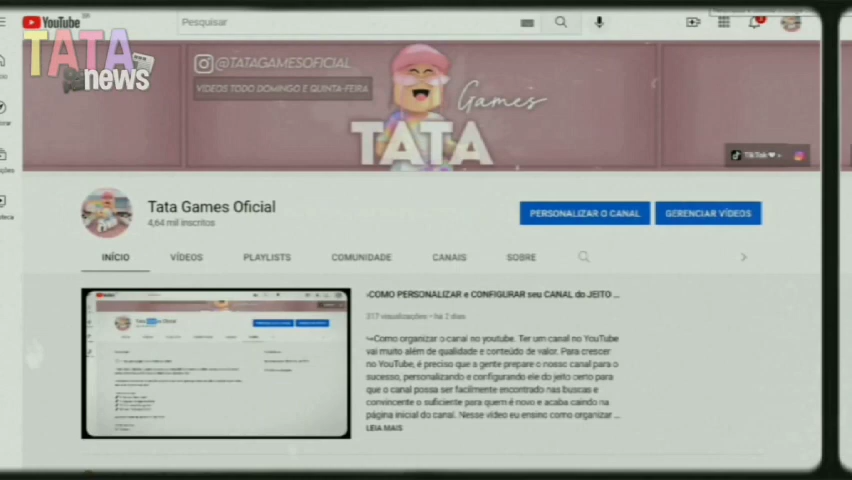 YouTube
BR
Pesquisar
TATA
news
@TATAGAMESOFICIAL
VIDEOS TODO DOMINGO E QUINTA-FEIRA
Games
TATA
TikTok
Tata Games Oficial
4,64 mil inscritos
PERSONALIZAR O CANAL
GERENCIAR VÍDEOS
INÍCIO VÍDEOS PLAYLISTS COMUNIDADE CANAIS SOBRE
COMO PERSONALIZAR e CONFIGURAR seu CANAL do JEITO ...
317 visualizações • há 2 dias
Como organizar o canal no youtube. Ter um canal no YouTube
vai muito além de qualidade e conteúdo de valor. Para crescer
no YouTube, é preciso que a gente prepare o nosso canal para o
sucesso, personalizando e configurando ele do jeito certo para
que o canal possa ser facilmente encontrado nas buscas e
convincente o suficiente para quem é novo e acaba caindo na
página inicial do canal. Nesse vídeo eu ensino como organizar ...
LEIA MAIS